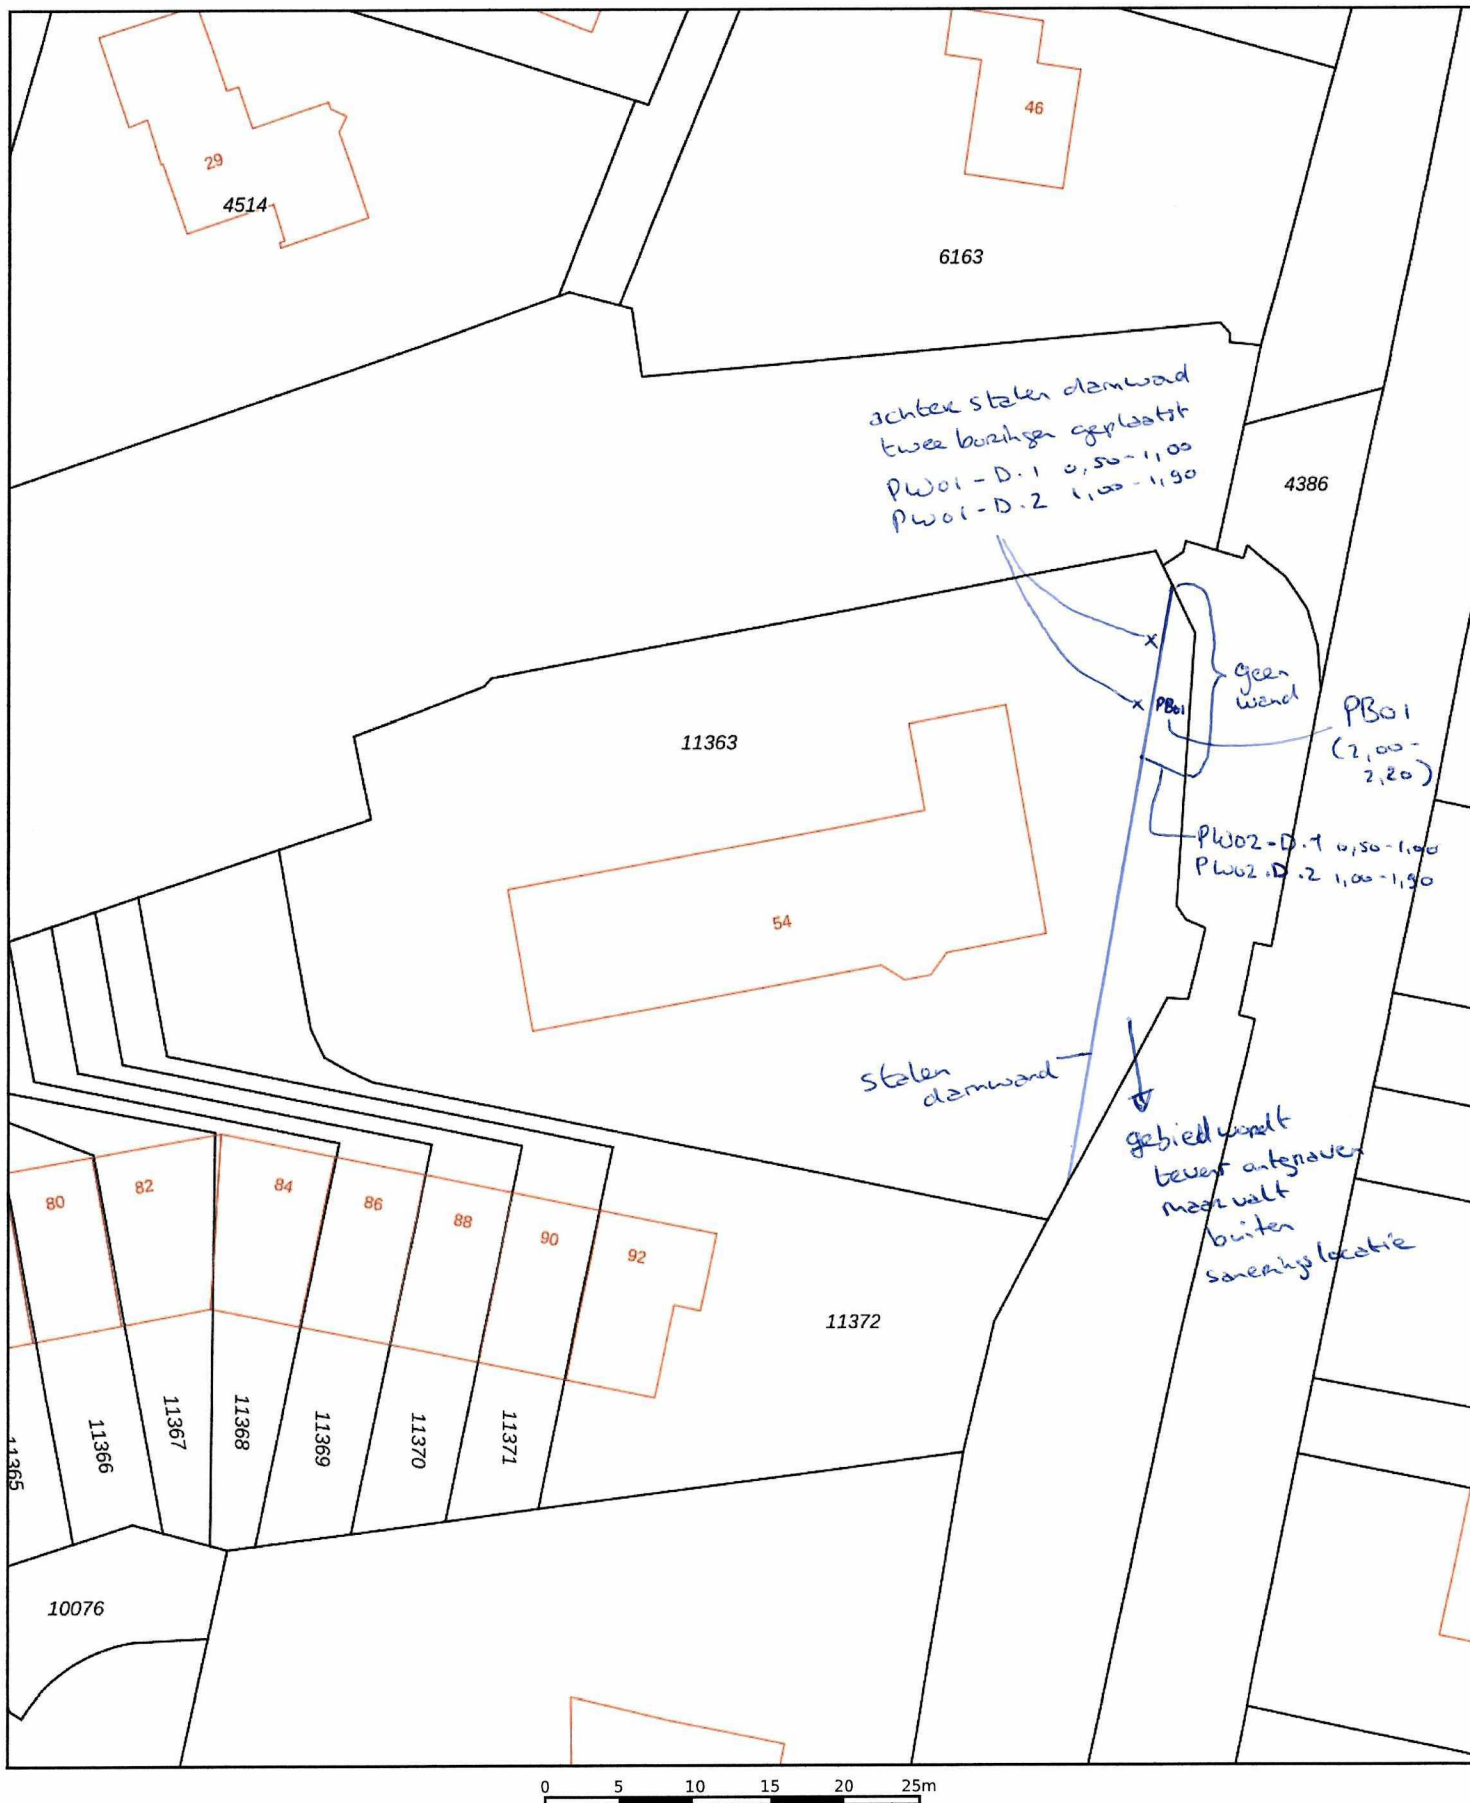 29
4514
46
6163
achter stalen damwand
twee boringen geplaatst
PW01-D.1 0,50-1,00
PW01-D.2 1,00-1,90
4386
x
x
PB01
geen
wand
PB01
(2,00-
2,20)
11363
PW02-D.1 0,50-1,00
PW02.D.2 1,00-1,90
54
stalen
damwand
gebied wordt
tevens ontgraven
maar valt
buiten
saneringslocatie
80
82
84
86
88
90
92
11372
11365
11366
11367
11368
11369
11370
11371
10076
0 5 10 15 20 25m